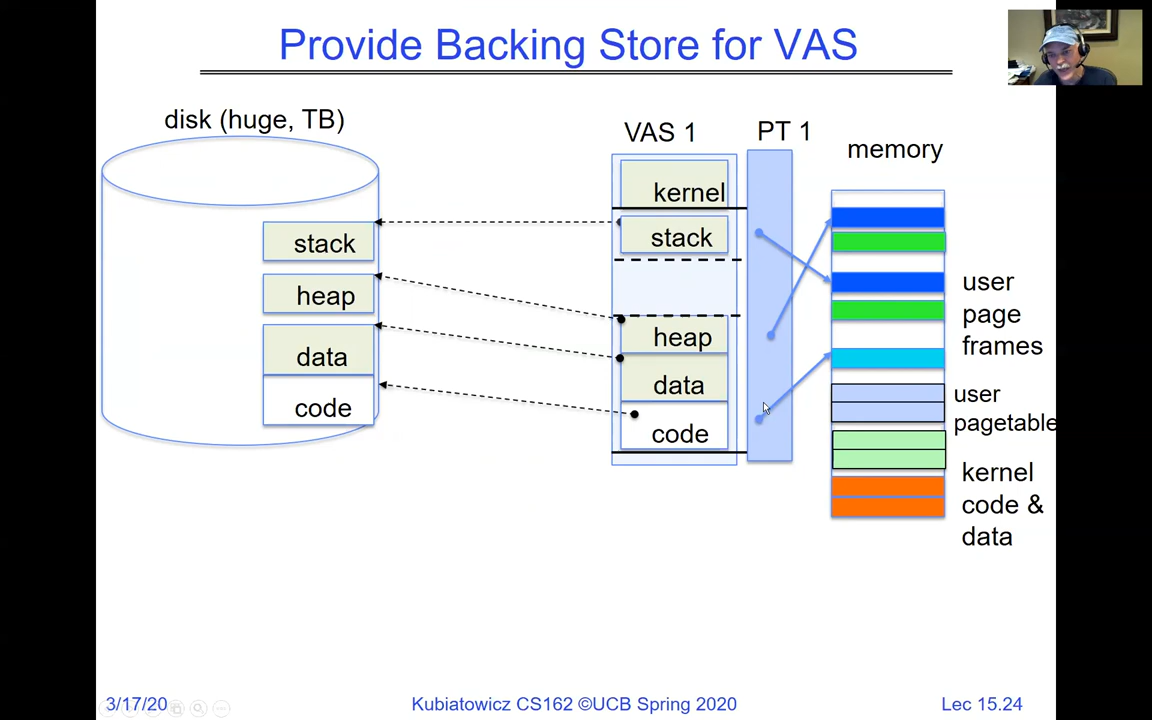 Provide Backing Store for VAS
disk (huge, TB)
VAS 1
PT 1
memory
kernel
stack
stack
heap
heap
data
data
code
code
user
page
frames
user
pagetable
kernel
code &
data
3/17/20
Kubiatowicz CS162 ©UCB Spring 2020
Lec 15.24